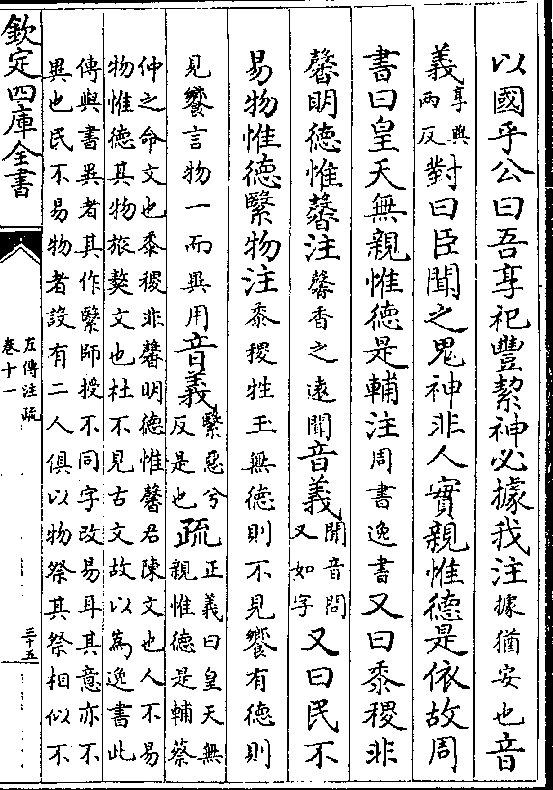 以國乎公曰吾享祀豐絜神必據我注據猶安也音
義享興
兩反對曰臣聞之鬼神非人實親惟德是依故周
書曰皇天無親惟德是輔注周書逸書又曰黍稷非
馨明德惟馨注馨香之逺聞音義聞音問
又如字又曰民不
易物惟德繄物注黍稷牲玉無德則不見饗有德則
見饗言物一而異用音義繄惡兮
反是也疏正義曰皇天無
親惟德是輔蔡
仲之命文也黍稷非馨明德惟馨君陳文也人不易
物惟德其物旅獒文也杜不見古文故以為逸書此
傳與書異者其作繄師授不同字改易耳其意亦不
異也民不易物者設有二人俱以物祭其祭相似不
欽定四庫全書
左傳注疏
卷十一
三十五